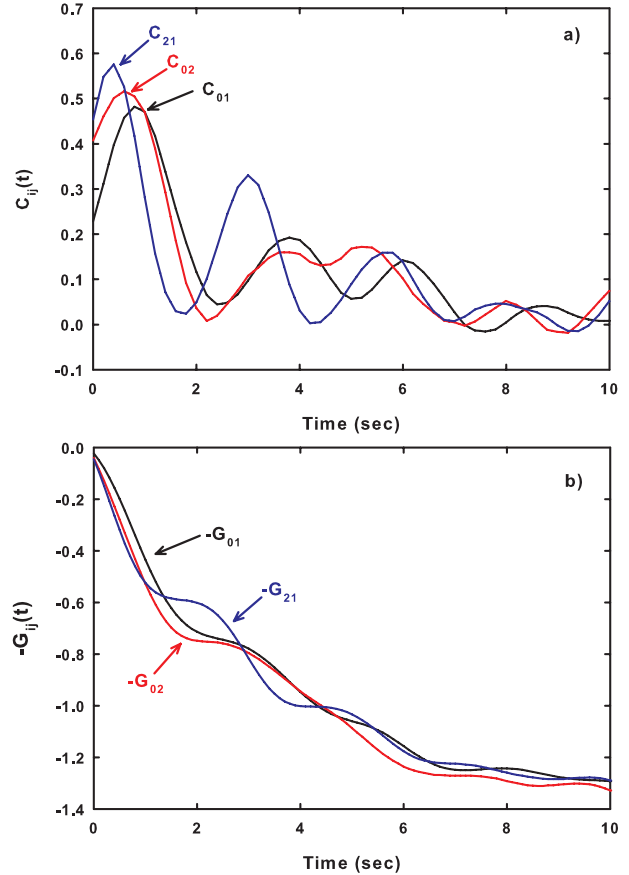 0.7
C21
a)
0.6
C02
0.5
C01
0.4
0.3
0.2
0.1
0.0
-0.1
Cij(t)
0 2 4 6 8 10
Time (sec)
0.0
b)
-0.2
-G01
-0.4
-G21
-0.6
-0.8
-G02
-1.0
-1.2
-1.4
-Gij(t)
0 2 4 6 8 10
Time (sec)